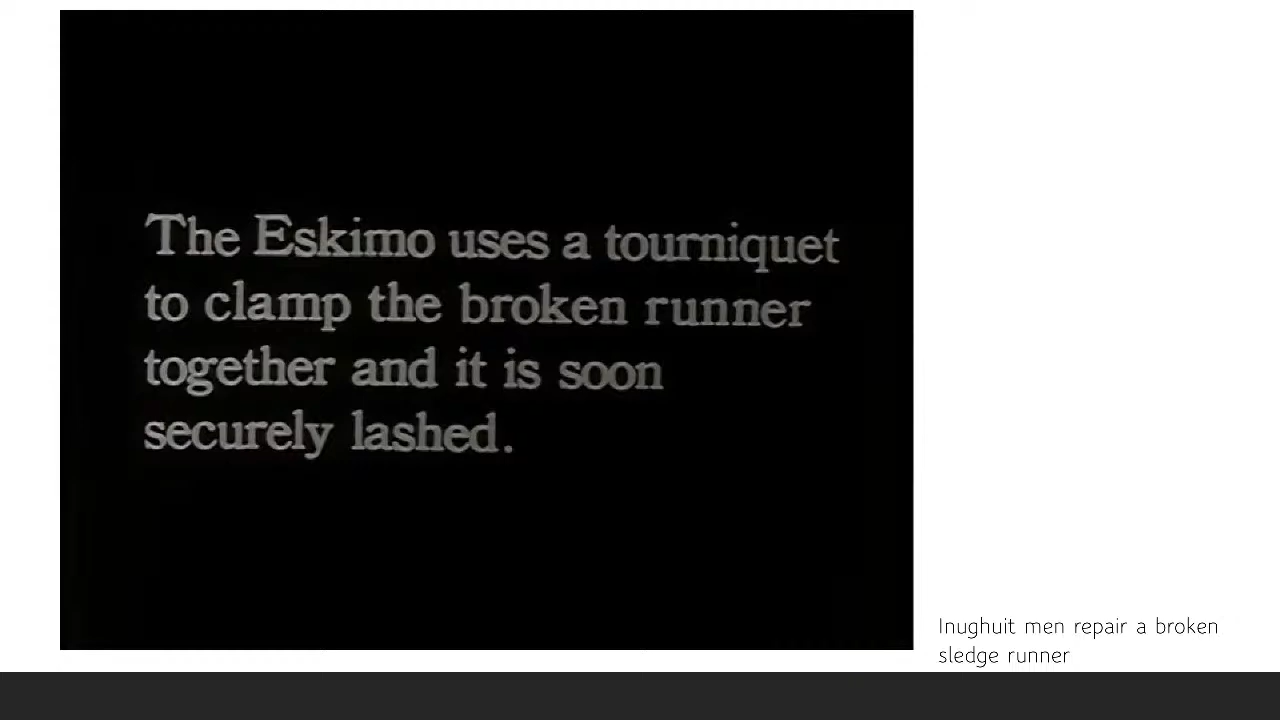 The Eskimo uses a tourniquet
to clamp the broken runner
together and it is soon
securely lashed.
Inughuit men repair a broken
sledge runner